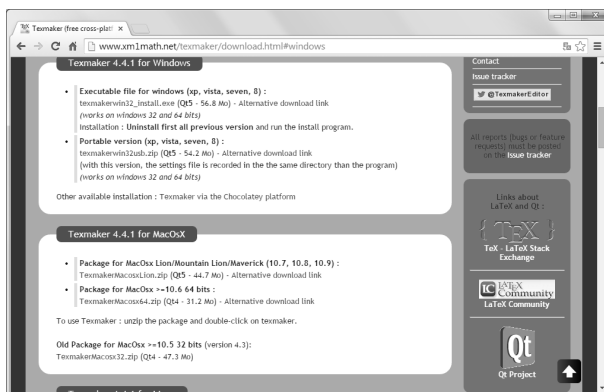 Texmaker (free cross-platf
www.xm1math.net/texmaker/download.html#windows
Texmaker 4.4.1 for Windows
Executable file for windows (xp, vista, seven, 8) :
texmakerwin32_install.exe (Qt5 - 56.8 Mo) - Alternative download link
(works on windows 32 and 64 bits)
Installation : Uninstall first all previous version and run the install program.
Portable version (xp, vista, seven, 8) :
texmakerwin32usb.zip (Qt5 - 54.2 Mo) - Alternative download link
(with this version, the settings file is recorded in the the same directory than the program)
(works on windows 32 and 64 bits)
Other available installation : Texmaker via the Chocolatey platform
Texmaker 4.4.1 for MacOsX
Package for MacOsx Lion/Mountain Lion/Maverick (10.7, 10.8, 10.9) :
TexmakerMacosxLion.zip (Qt5 - 44.7 Mo) - Alternative download link
Package for MacOsx >=10.6 64 bits :
TexmakerMacosx64.zip (Qt4 - 31.2 Mo) - Alternative download link
To use Texmaker : unzip the package and double-click on texmaker.
Old Package for MacOsx >=10.5 32 bits (version 4.3):
TexmakerMacosx32.zip (Qt4 - 47.3 Mo)
Contact
Issue tracker
@TexmakerEditor
All reports (bugs or feature
requests) must be posted
on the issue tracker
Links about
LaTeX and Qt :
{ TEX }
TeX - LaTeX Stack
Exchange
LC LATEX
Community
LaTeX Community
Qt
Qt Project